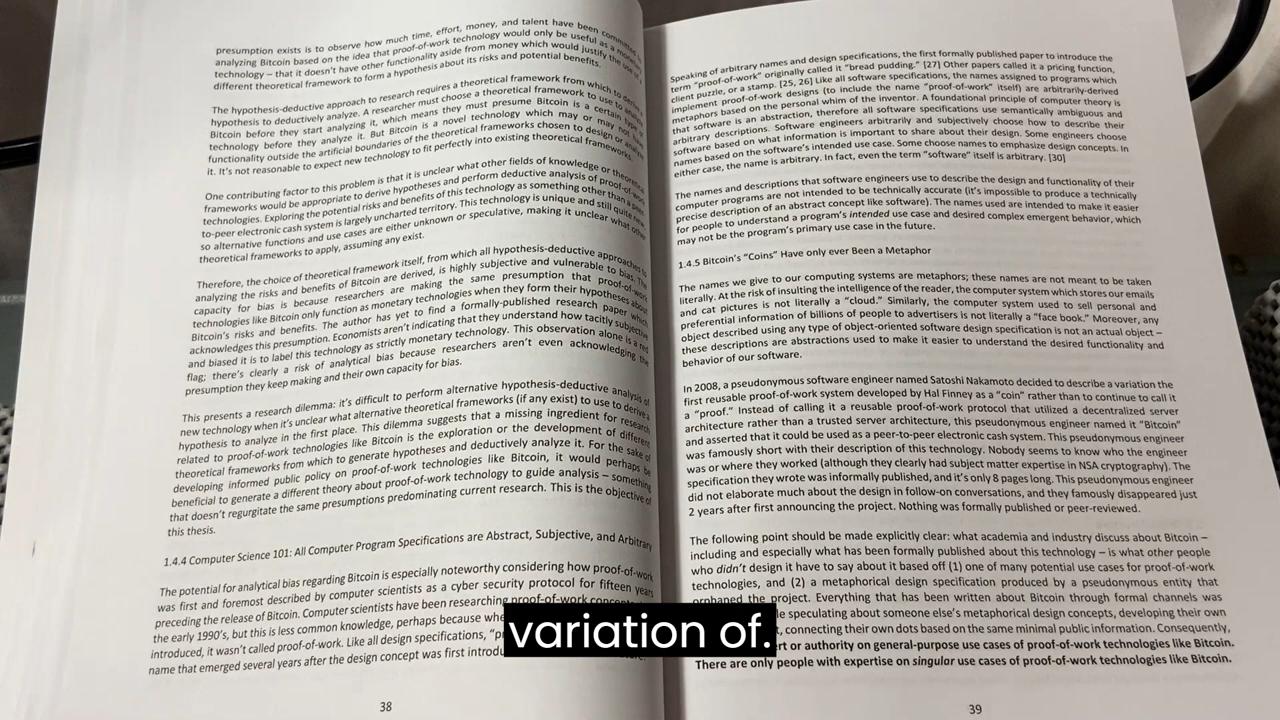 presumption exists is to observe how much time, effort, money, and talent have been committed
analyzing Bitcoin based on the idea that proof-of-work technology would only be useful as a
technology – that it doesn't have other functionality aside from money which would justify the use of
different theoretical framework to form a hypothesis about its risks and potential benefits.
The hypothesis-deductive approach to research requires a theoretical framework from which to
hypothesis to deductively analyze. A researcher must choose a theoretical framework to use to
Bitcoin before they start analyzing it, which means they must presume Bitcoin is a certain
technology before they analyze it. But Bitcoin is a novel technology which may or may not
functionality outside the artificial boundaries of theoretical frameworks chosen to design or
it. It's not reasonable to expect new technology to fit perfectly into existing theoretical frameworks.
One contributing factor to this problem is that it is unclear what other fields of knowledge or
frameworks would be appropriate to derive hypotheses and perform deductive analysis of proof-of-
technologies. Exploring the potential risks and benefits of this technology as something other than a
to-peer electronic cash system is largely uncharted territory. This technology is unique and still quite
so alternative functions and use cases are either unknown or speculative, making it unclear what other
theoretical frameworks to apply, assuming any exist.
Therefore, the choice of theoretical framework itself, from which all hypothesis-deductive approaches to
analyzing the risks and benefits of Bitcoin are derived, is highly subjective and vulnerable to bias. The
capacity for bias is because researchers are making the same presumption that proof-of-work
technologies like Bitcoin only function as monetary technologies when they form their hypotheses about
Bitcoin's risks and benefits. The author has yet to find a formally-published research paper which
acknowledges this presumption. Economists aren't indicating that they understand how tacitly subjective
and biased it is to label this technology as strictly monetary technology. This observation alone is a red
flag; there's clearly a risk of analytical bias because researchers aren't even acknowledging the
presumption they keep making and their own capacity for bias.
This presents a research dilemma: it's difficult to perform alternative hypothesis-deductive analysis of
new technology when it's unclear what alternative theoretical frameworks (if any exist) to use to derive a
hypothesis to analyze in the first place. This dilemma suggests that a missing ingredient for research
related to proof-of-work technologies like Bitcoin is the exploration or the development of different
theoretical frameworks from which to generate hypotheses and deductively analyze it. For the sake of
developing informed public policy on proof-of-work technologies like Bitcoin, it would perhaps be
beneficial to generate a different theory about proof-of-work technology to guide analysis – something
that doesn't regurgitate the same presumptions predominating current research. This is the objective of
this thesis.
1.4.4 Computer Science 101: All Computer Program Specifications are Abstract, Subjective, and Arbitrary
The potential for analytical bias regarding Bitcoin is especially noteworthy considering how proof-of-work
was first and foremost described by computer scientists as a cyber security protocol for fifteen years
preceding the release of Bitcoin. Computer scientists have been researching proof-of-work
the early 1990's, but this is less common knowledge, perhaps because
introduced, it wasn't called proof-of-work. Like all design specifications,
name that emerged several years after the design concept was first
38
Speaking of arbitrary names and design specifications, the first formally published paper to introduce the
term "proof-of-work" originally called it "bread pudding." [27] Other papers called it a pricing function,
client puzzle, or a stamp. [25, 26] Like all software specifications, the names assigned to programs which
implement proof-of-work designs (to include the name "proof-of-work" itself) are arbitrarily-derived
metaphors based on the personal whim of the inventor. A foundational principle of computer theory is
that software is an abstraction, therefore all software specifications use semantically ambiguous and
arbitrary descriptions. Software engineers arbitrarily and subjectively choose how to describe their
software based on what information is important to share about their design. Some engineers choose
names based on the software's intended use case. Some choose names to emphasize design concepts. In
either case, the name is arbitrary. In fact, even the term "software" itself is arbitrary. [30]
The names and descriptions that software engineers use to describe the design and functionality of their
computer programs are not intended to be technically accurate (it's impossible to produce a technically
precise description of an abstract concept like software). The names used are intended to make it easier
for people to understand a program's intended use case and desired complex emergent behavior, which
may not be the program's primary use case in the future.
1.4.5 Bitcoin's "Coins" Have only ever Been a Metaphor
The names we give to our computing systems are metaphors; these names are not meant to be taken
literally. At the risk of insulting the intelligence of the reader, the computer system which stores our emails
and cat pictures is not literally a "cloud." Similarly, the computer system used to sell personal and
preferential information of billions of people to advertisers is not literally a "face book." Moreover, any
object described using any type of object-oriented software design specification is not an actual object –
these descriptions are abstractions used to make it easier to understand the desired functionality and
behavior of our software.
In 2008, a pseudonymous software engineer named Satoshi Nakamoto decided to describe a variation the
first reusable proof-of-work system developed by Hal Finney as a "coin" rather than to continue to call it
a "proof." Instead of calling it a reusable proof-of-work protocol that utilized a decentralized server
architecture rather than a trusted server architecture, this pseudonymous engineer named it "Bitcoin"
and asserted that it could be used as a peer-to-peer electronic cash system. This pseudonymous engineer
was famously short with their description of this technology. Nobody seems to know who the engineer
was or where they worked (although they clearly had subject matter expertise in NSA cryptography). The
specification they wrote was informally published, and it's only 8 pages long. This pseudonymous engineer
did not elaborate much about the design in follow-on conversations, and they famously disappeared just
2 years after first announcing the project. Nothing was formally published or peer-reviewed.
The following point should be made explicitly clear: what academia and industry discuss about Bitcoin –
including and especially what has been formally published about this technology – is what other people
who didn't design it have to say about it based off (1) one of many potential use cases for proof-of-work
technologies, and (2) a metaphorical design specification produced by a pseudonymous entity that
orphaned the project. Everything that has been written about Bitcoin through formal channels was
speculating about someone else's metaphorical design concepts, developing their own
connecting their own dots based on the same minimal public information. Consequently,
or authority on general-purpose use cases of proof-of-work technologies like Bitcoin.
There are only people with expertise on singular use cases of proof-of-work technologies like Bitcoin.
39
variation of.